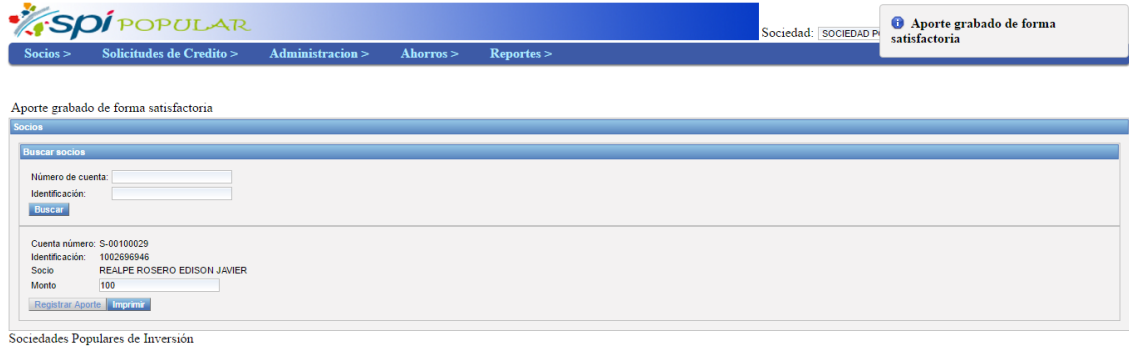 spi POPULAR
Sociedad: SOCIEDAD
Aporte grabado de forma
satisfactoria
Socios > Solicitudes de Credito > Administracion > Ahorros > Reportes >
Aporte grabado de forma satisfactoria
Socios
Buscar socios
Número de cuenta:
Identificación:
Buscar
Cuenta número: S-00100029
Identificación: 1002696946
Socio REALPE ROSERO EDISON JAVIER
Monto 100
Registrar Aporte Imprimir
Sociedades Populares de Inversión